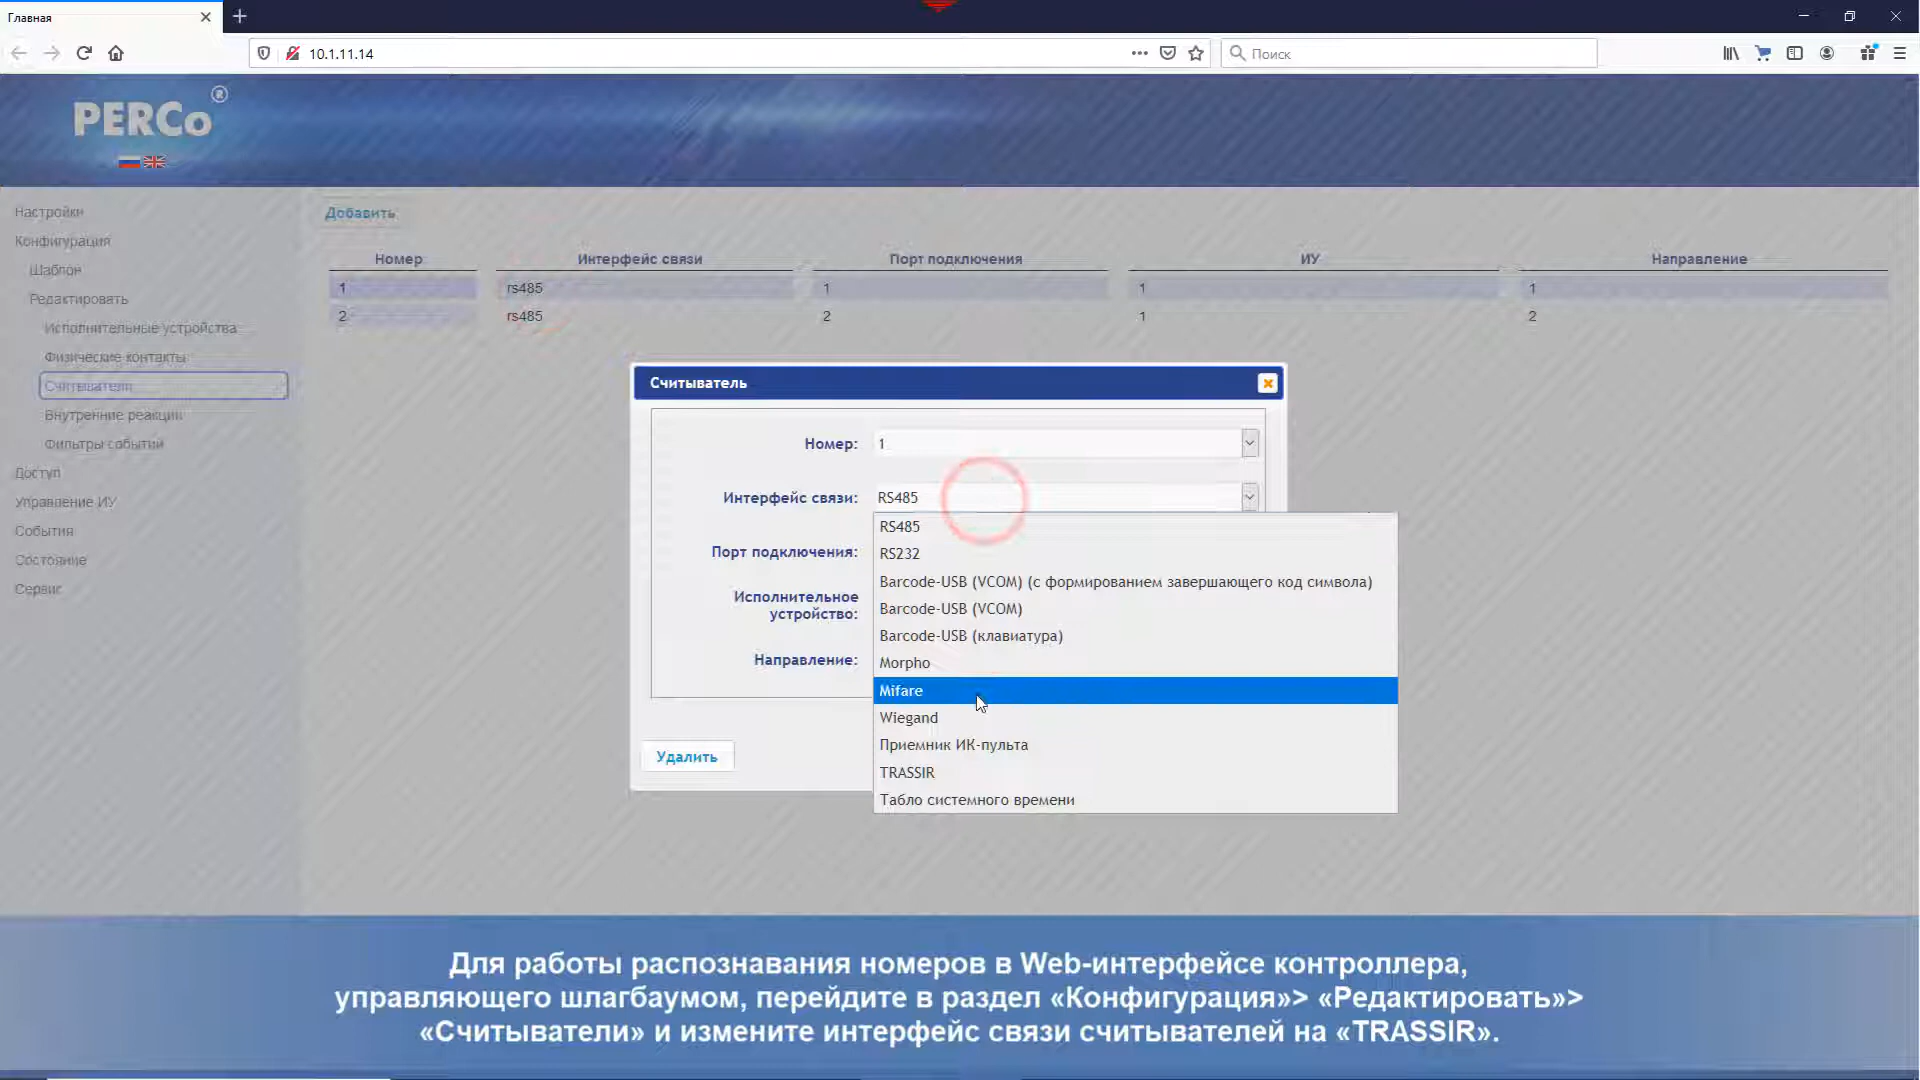 Главная
10.1.11.14
Поиск
PERCo®
Настройки
Конфигурация
Шаблон
Редактировать
Исполнительные устройства
Физические контакты
Считыватели
Внутренние реакции
Фильтры событий
Доступ
Управление ИУ
События
Состояние
Сервис
Добавить
Номер Интерфейс связи Порт подключения ИУ Направление
1 rs485 1 1 1
2 rs485 2 1 2
Считыватель
Номер: 1
Интерфейс связи: RS485
Порт подключения:
Исполнительное
устройство:
Направление:
RS485
RS232
Barcode-USB (VCOM) (с формированием завершающего код символа)
Barcode-USB (VCOM)
Barcode-USB (клавиатура)
Morpho
Mifare
Wiegand
Приемник ИК-пульта
TRASSIR
Табло системного времени
Удалить
Для работы распознавания номеров в Web-интерфейсе контроллера,
управляющего шлагбаумом, перейдите в раздел «Конфигурация»> «Редактировать»>
«Считыватели» и измените интерфейс связи считывателей на «TRASSIR».